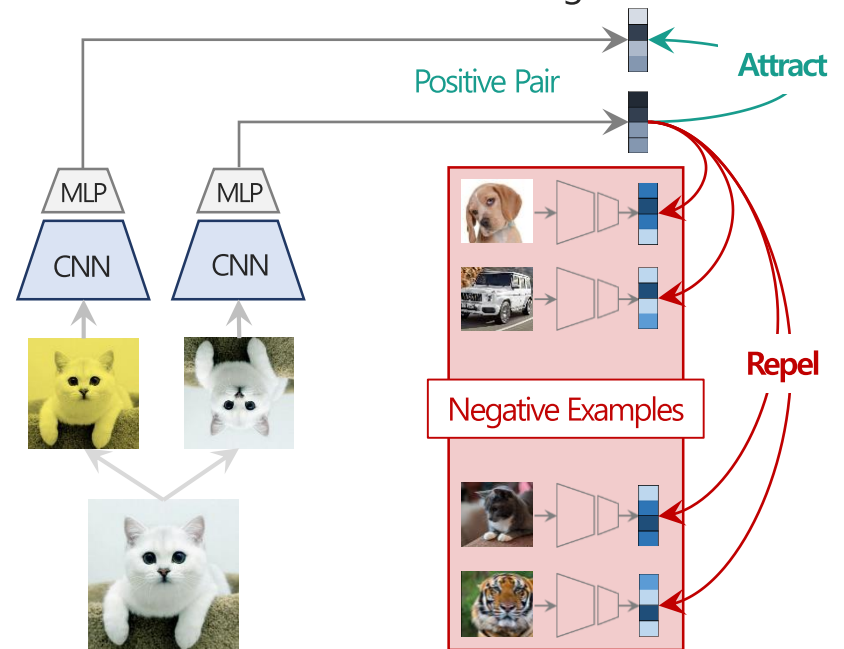 Positive Pair
Attract
MLP
MLP
CNN
CNN
Repel
Negative Examples